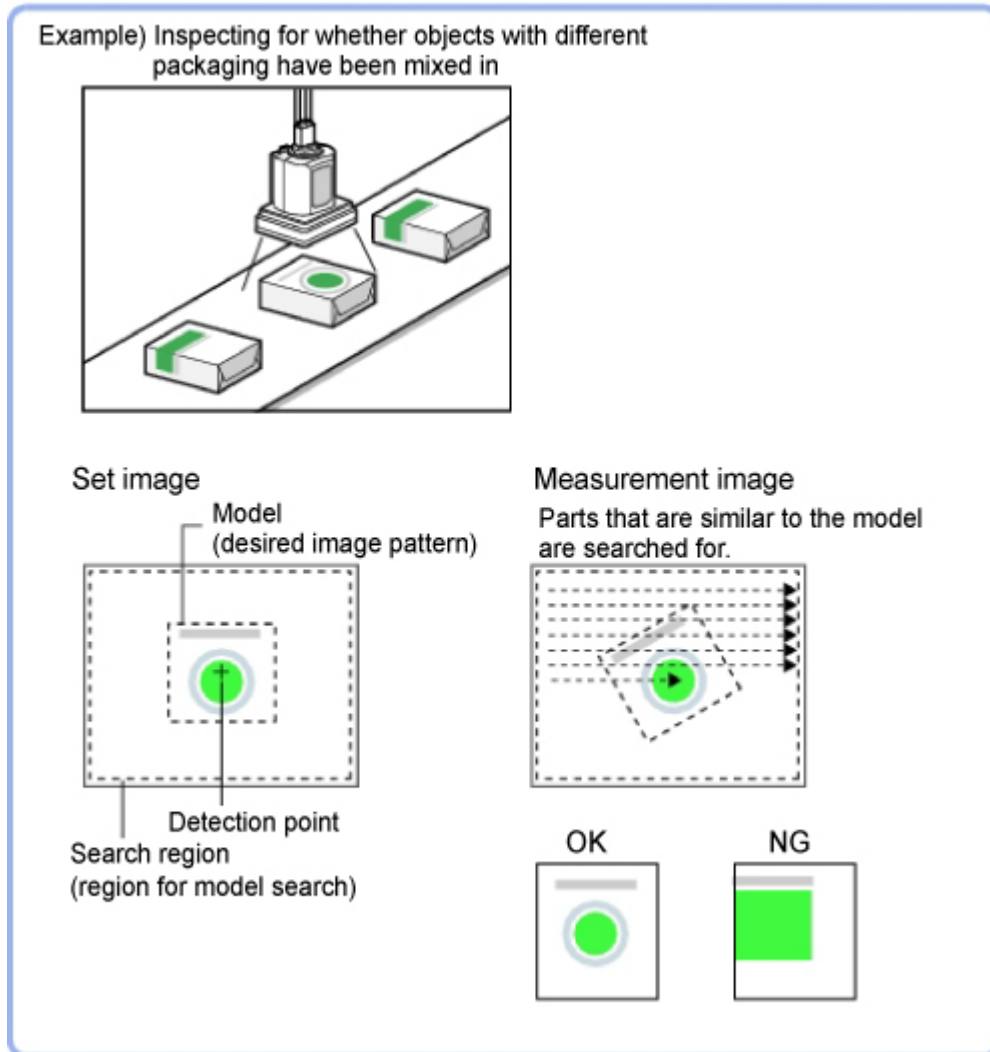 Example) Inspecting for whether objects with different
packaging have been mixed in
Set image
Model
(desired image pattern)
Detection point
Search region
(region for model search)
Measurement image
Parts that are similar to the model
are searched for.
OK
NG